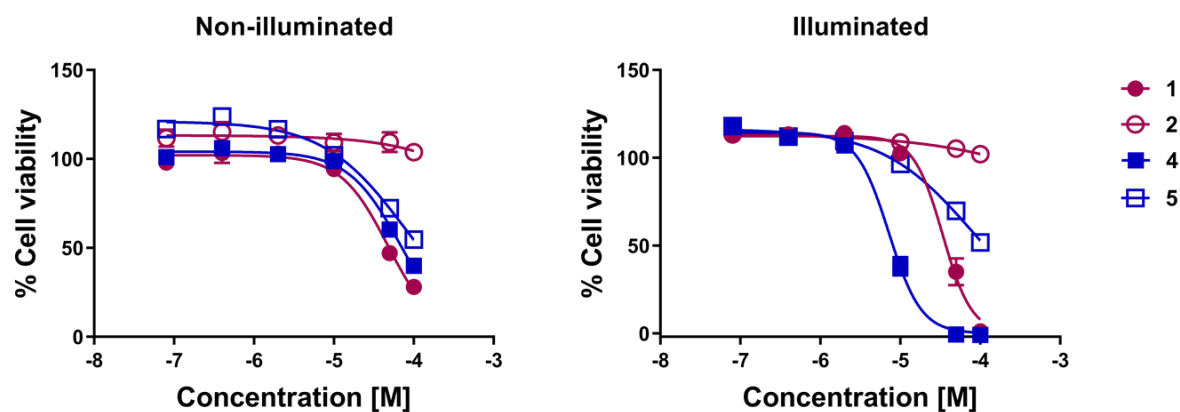 Non-illuminated
Illuminated
% Cell viability
150
100
50
0
-8 -7 -6 -5 -4 -3
Concentration [M]
% Cell viability
150
100
50
0
-8 -7 -6 -5 -4 -3
Concentration [M]
1
2
4
5